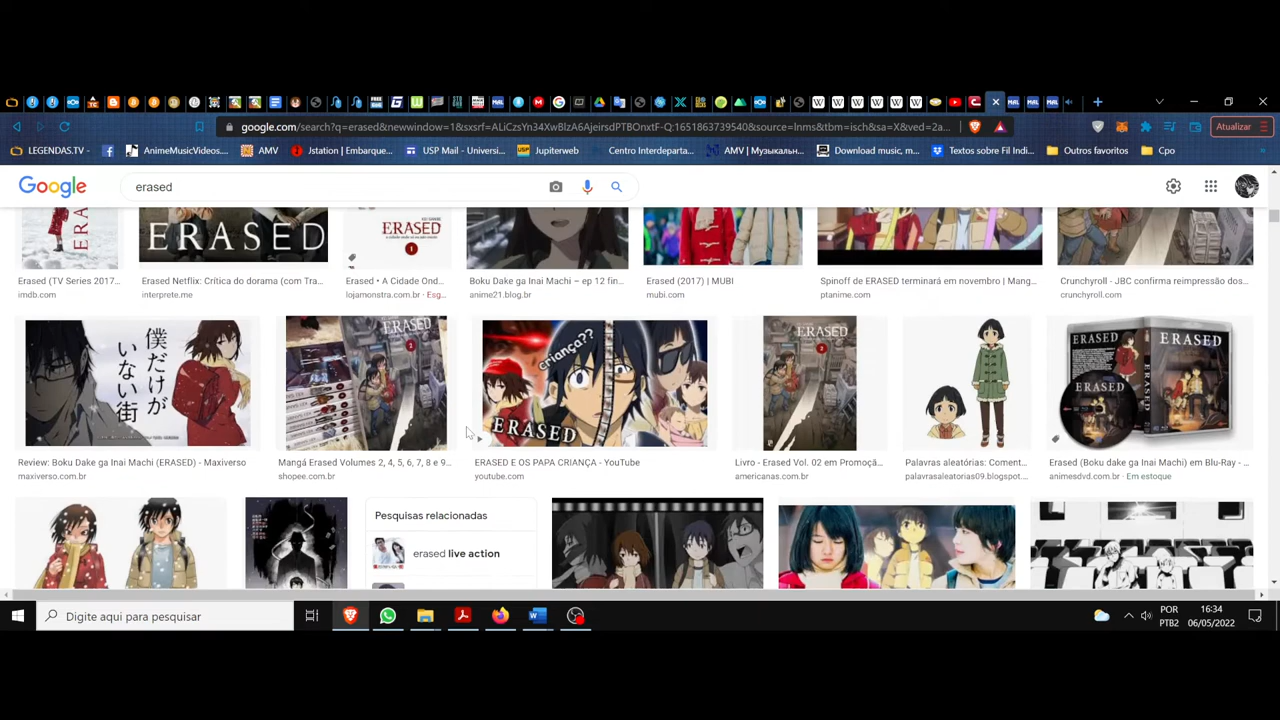 google.com/search?q=erased&newwindow=1&sxsrf=ALiCzsYn34XwBlzA6AjeirsdPTBOnxtF-Q:1651863739540&source=lnms&tbm=isch&sa=X&ved=2a...
Atualizar
LEGENDAS.TV -
AnimeMusicVideos....
AMV
Jstation | Embarque...
USP Mail - Universi...
Jupiterweb
Centro Interdeparta...
AMV | Музыкальн...
Download music, m...
Textos sobre Fil Indi...
Outros favoritos
Cpo
Google
erased
ERASED
ERASED
Erased (TV Series 2017...
imdb.com
Erased Netflix: Crítica do dorama (com Tra...
interprete.me
Erased • A Cidade Ond...
lojamonstra.com.br · Esg...
Boku Dake ga Inai Machi – ep 12 fin...
anime21.blog.br
Erased (2017) | MUBI
mubi.com
Spinoff de ERASED terminará em novembro | Mang...
ptanime.com
Crunchyroll - JBC confirma reimpressão dos...
crunchyroll.com
僕だけが
いない街
ERASED
criança??
ERASED
ERASED
ERASED
ERASED
ERASED
Review: Boku Dake ga Inai Machi (ERASED) - Maxiverso
maxiverso.com.br
Mangá Erased Volumes 2, 4, 5, 6, 7, 8 e 9...
shopee.com.br
ERASED E OS PAPA CRIANÇA - YouTube
youtube.com
Livro - Erased Vol. 02 em Promoção...
americanas.com.br
Palavras aleatórias: Coment...
palavrasaleatorias09.blogspot...
Erased (Boku dake ga Inai Machi) em Blu-Ray - ...
animesdvd.com.br · Em estoque
Pesquisas relacionadas
erased live action
Digite aqui para pesquisar
POR
PTB2
16:34
06/05/2022